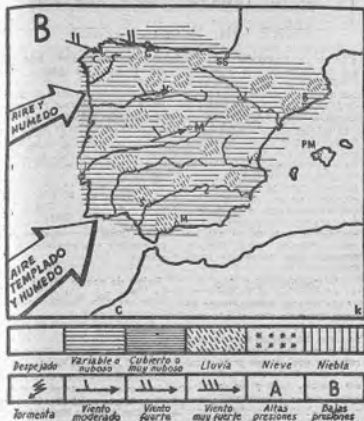 B
AIRE Y
HUMEDO
AIRE
TEMPLADO
Y HUMEDO
C
G
SS
V
M
B
PM
V
S
M
C
k
Despejado
Variable o
nuboso
Cubierto o
muy nuboso
Lluvia
Nieve
Niebla
A
B
Tormenta
Viento
moderado
Viento
fuerte
Viento
muy fuerte
Altas
presiones
Bajas
presiones